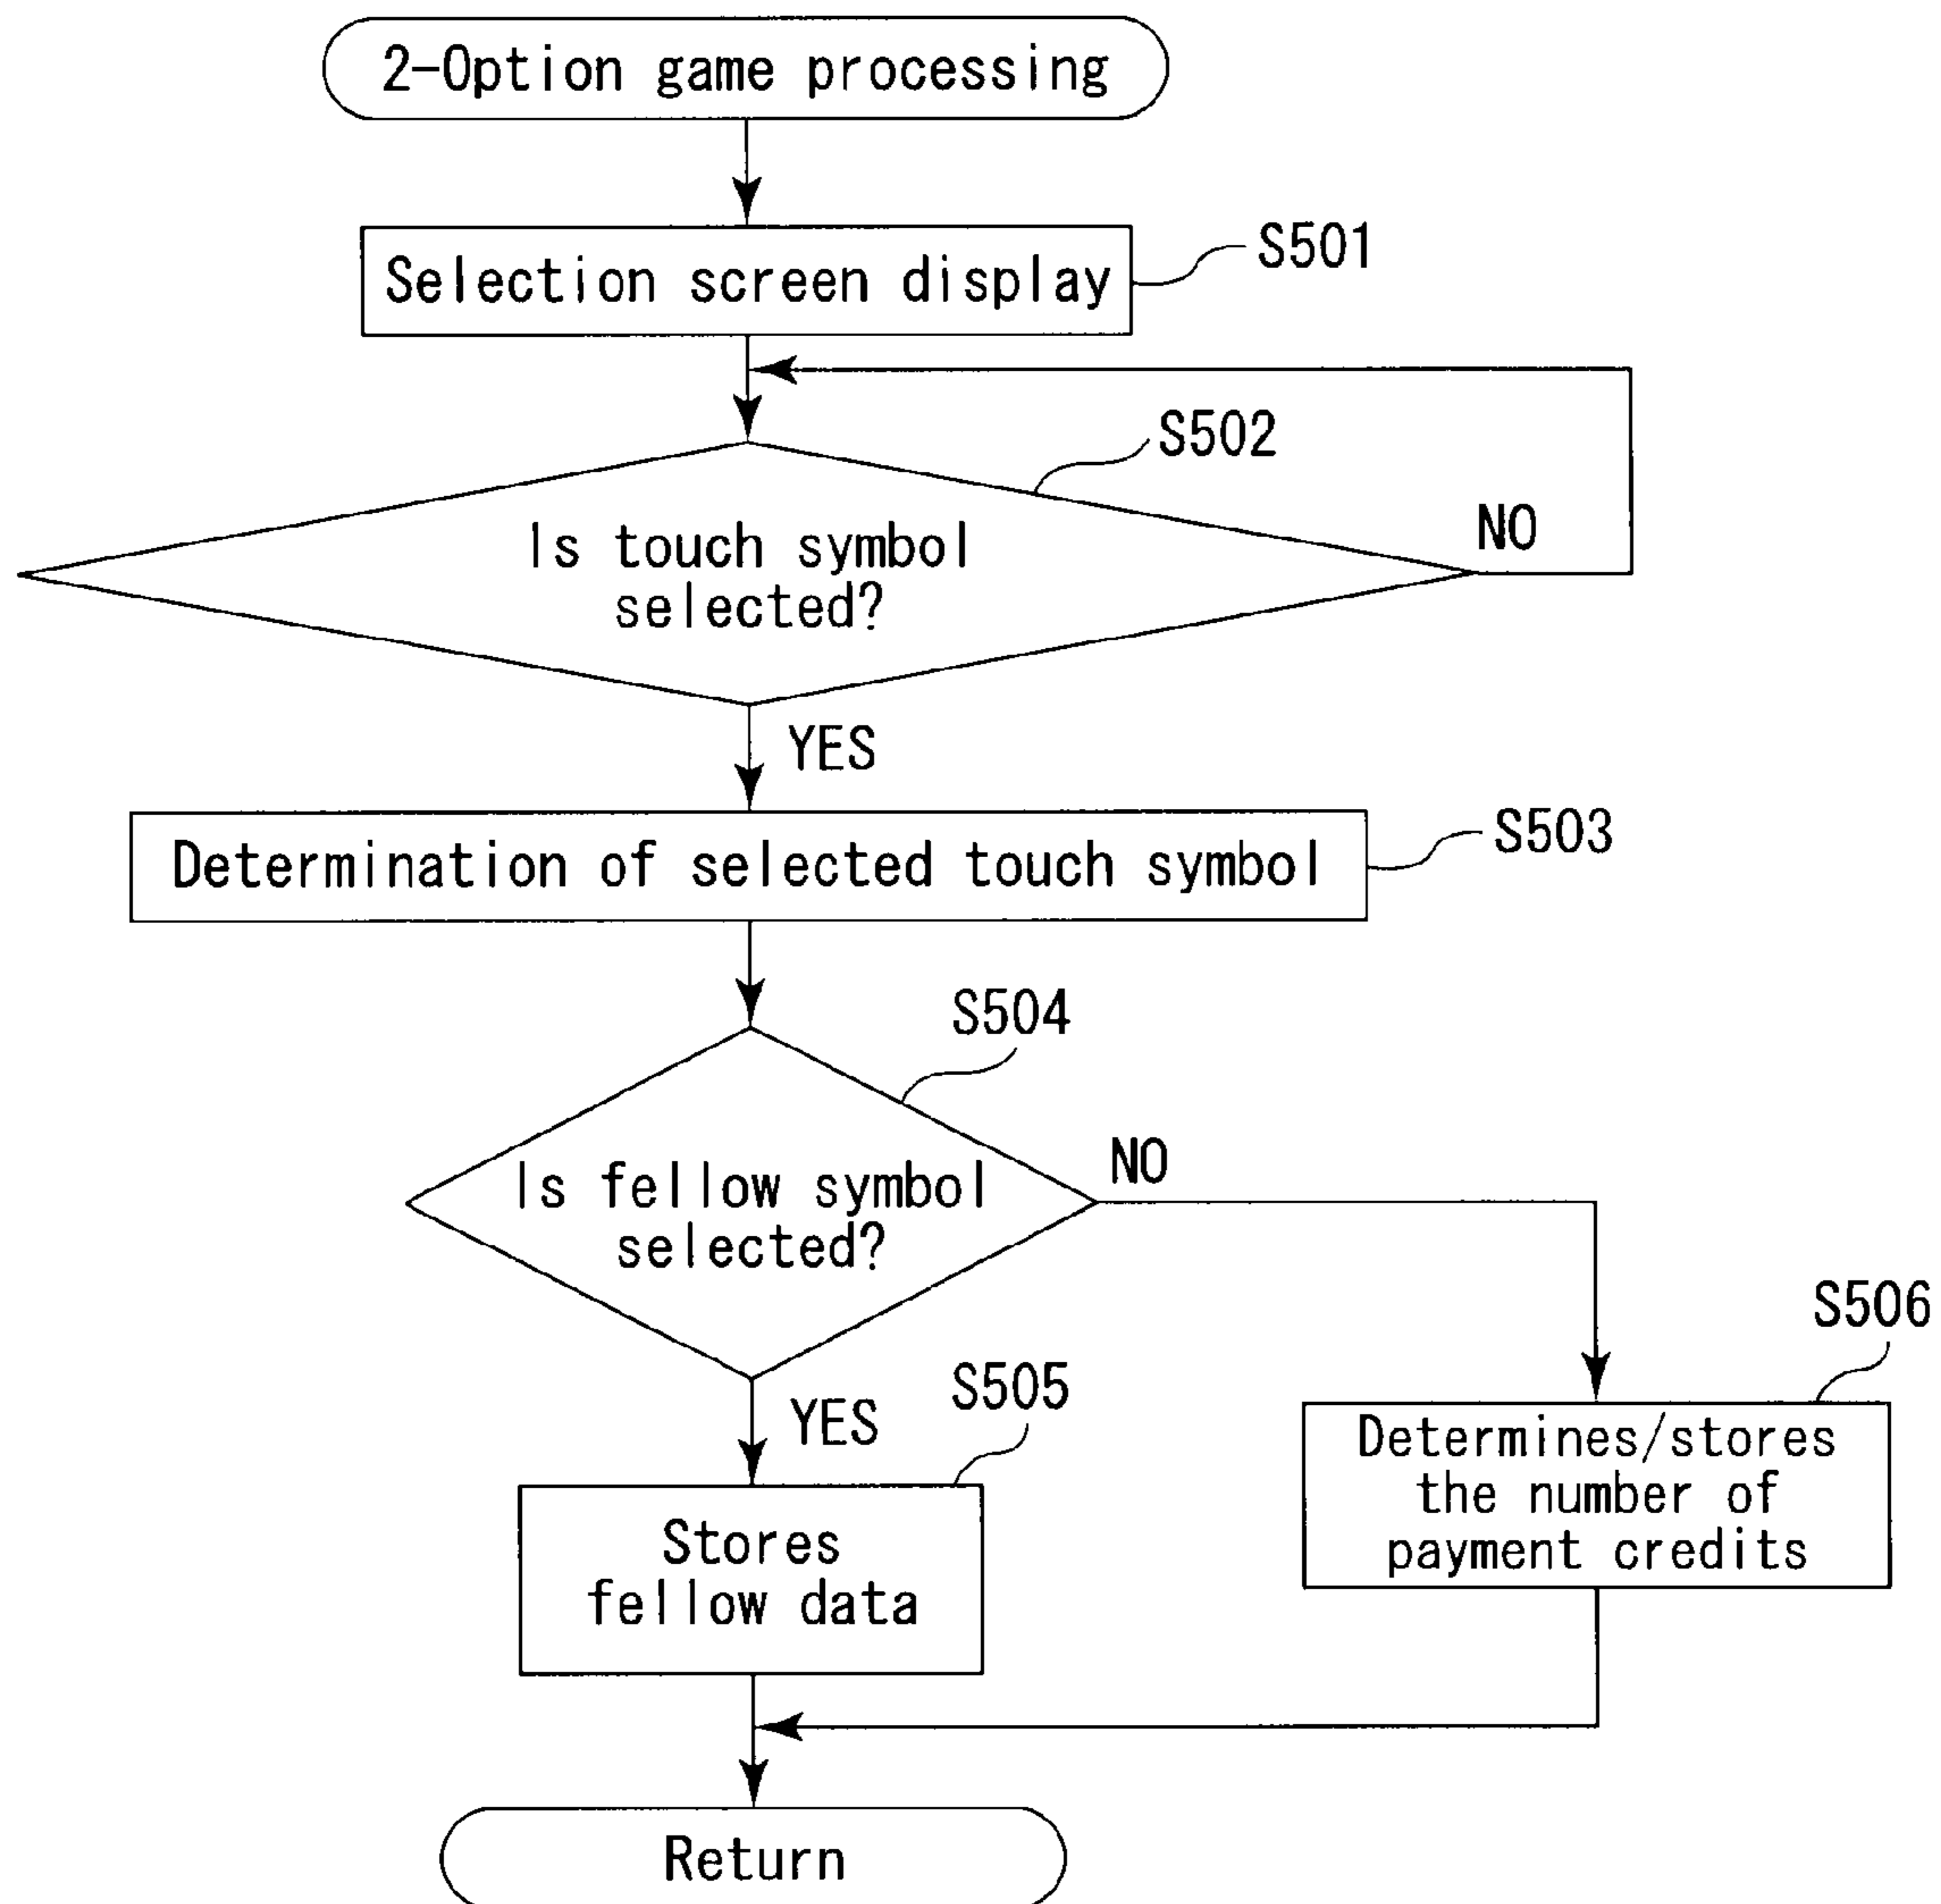 2-Option game processing
Selection screen display
S501
S502
Is touch symbol
selected?
NO
YES
Determination of selected touch symbol
S503
S504
Is fellow symbol
selected?
NO
YES
S505
Stores
fellow data
S506
Determines/stores
the number of
payment credits
Return